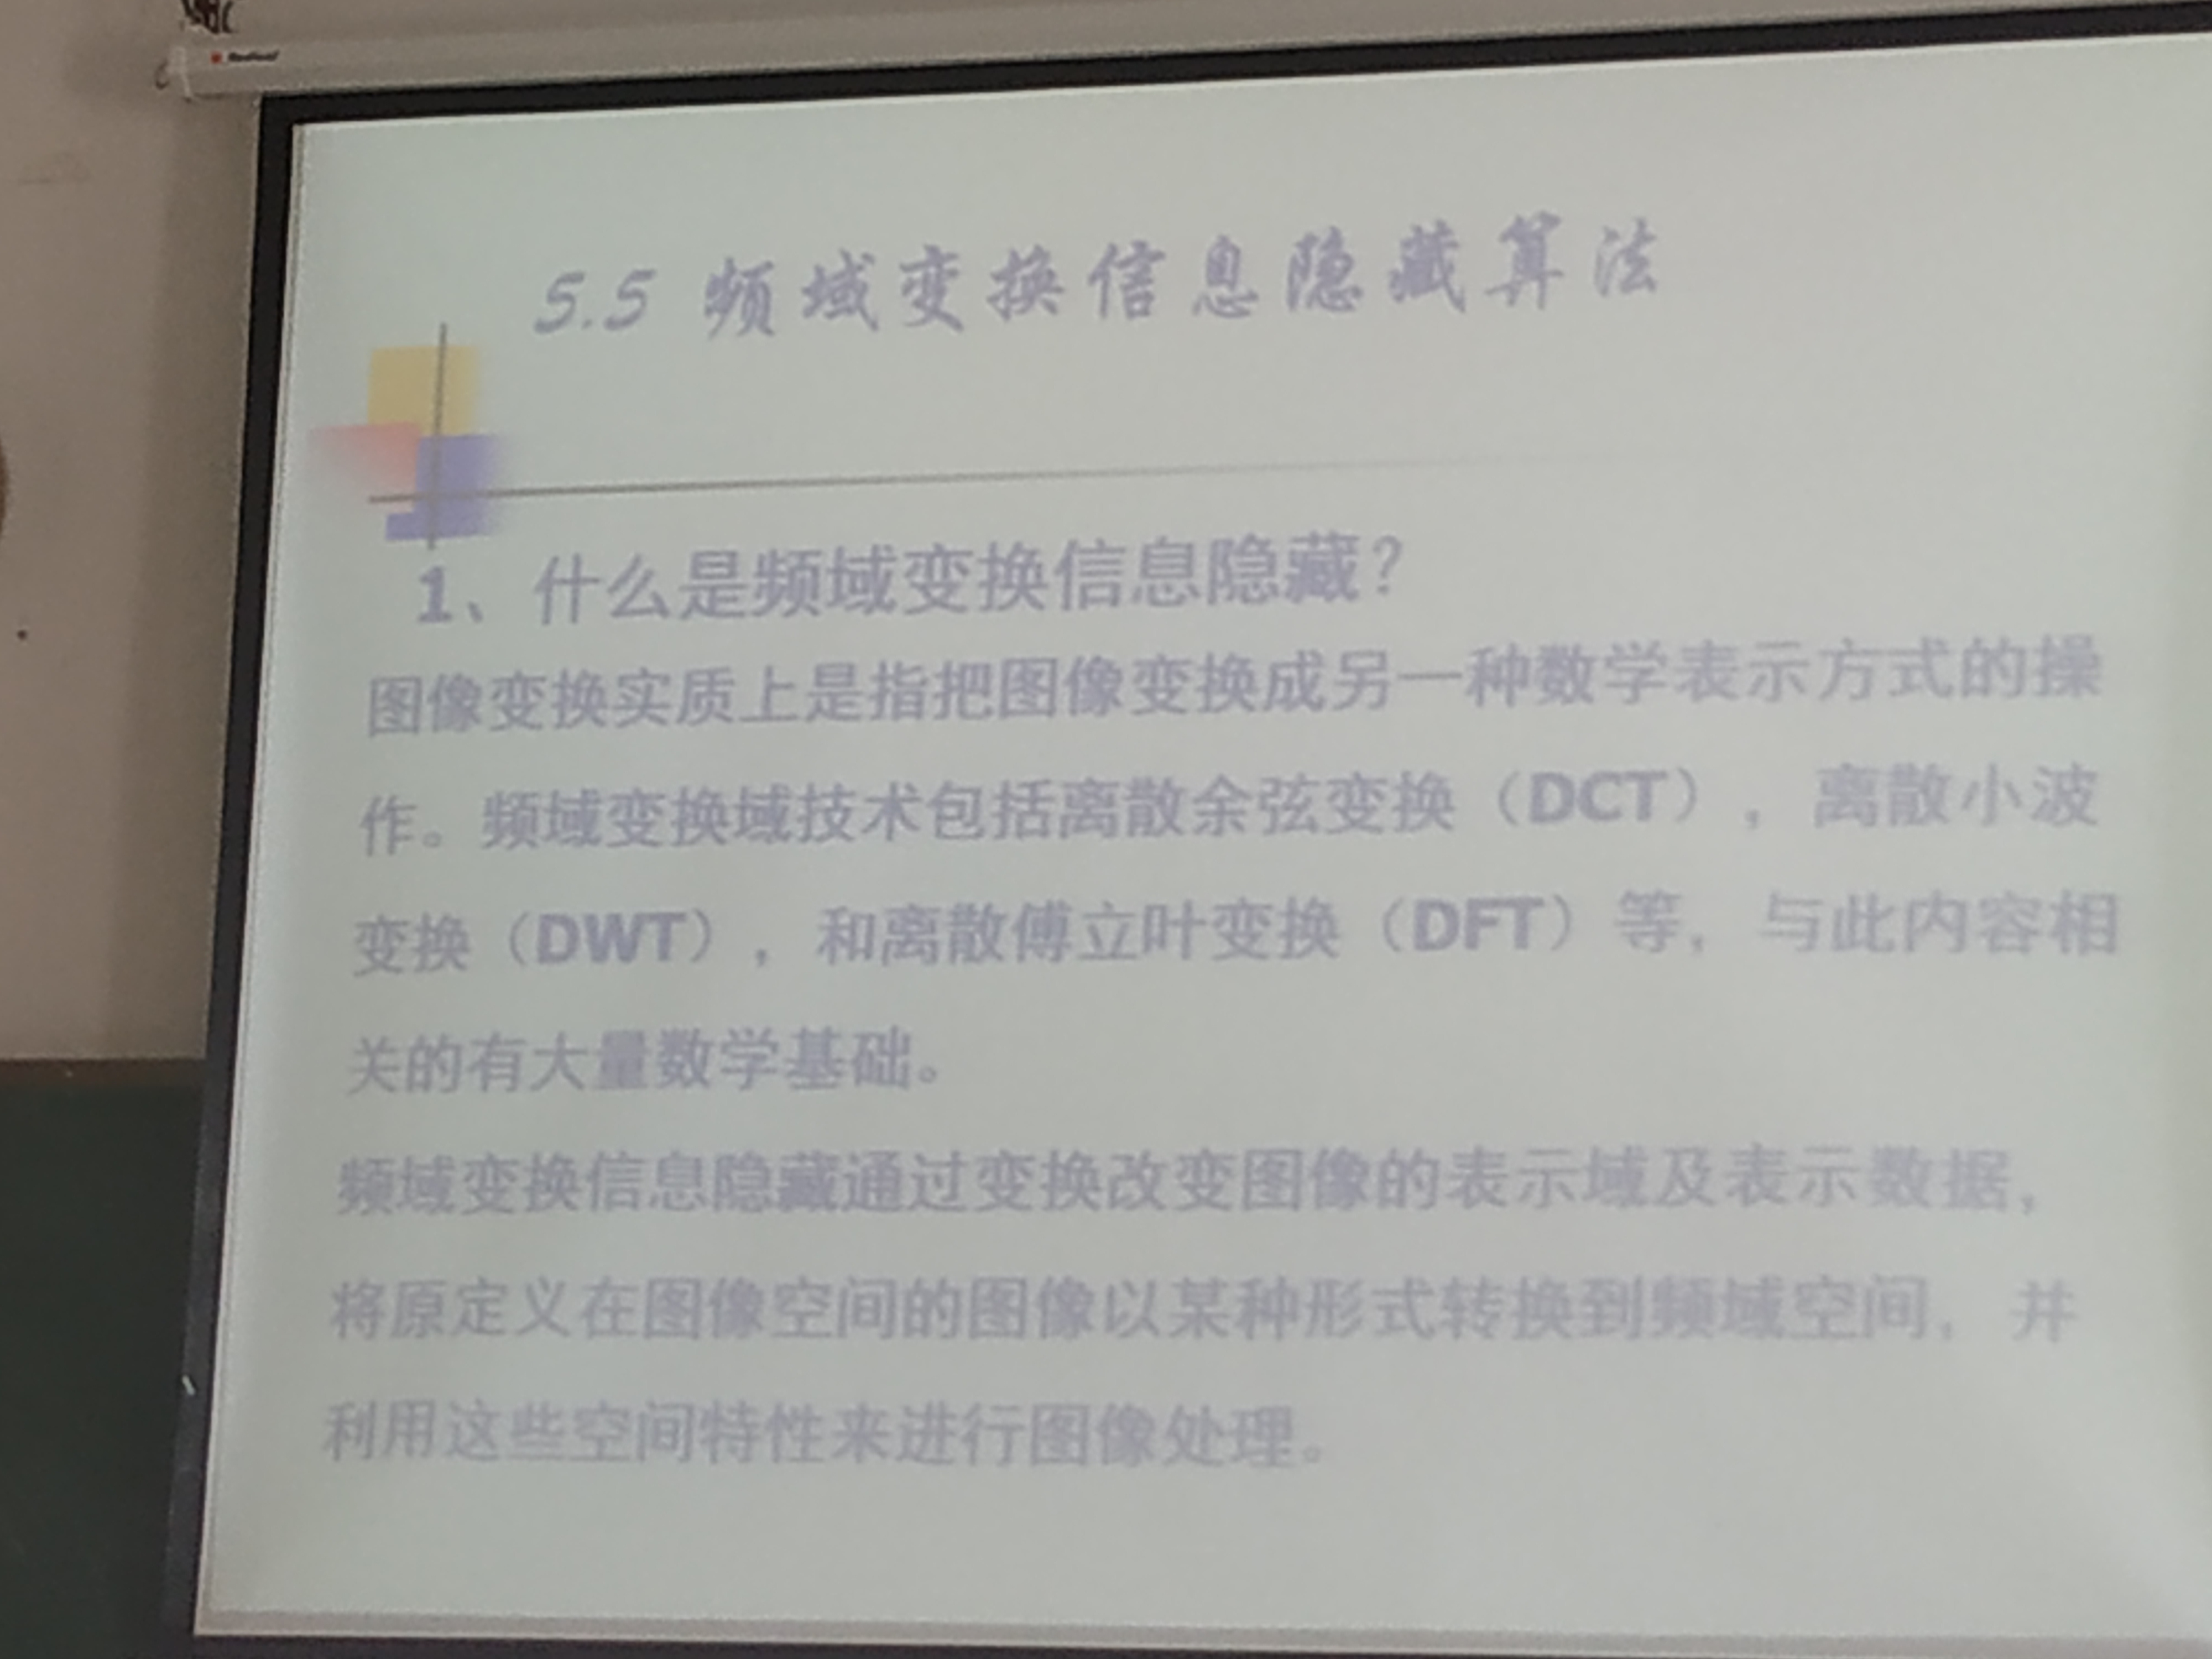 5.5 频域变换信息隐藏算法
1、什么是频域变换信息隐藏？
图像变换实质上是指把图像变换成另一种数学表示方式的操
作。频域变换域技术包括离散余弦变换（DCT），离散小波
变换（DWT），和离散傅立叶变换（DFT）等，与此内容相
关的有大量数学基础。
频域变换信息隐藏通过变换改变图像的表示域及表示数据，
将原定义在图像空间的图像以某种形式转换到频域空间，并
利用这些空间特性来进行图像处理。